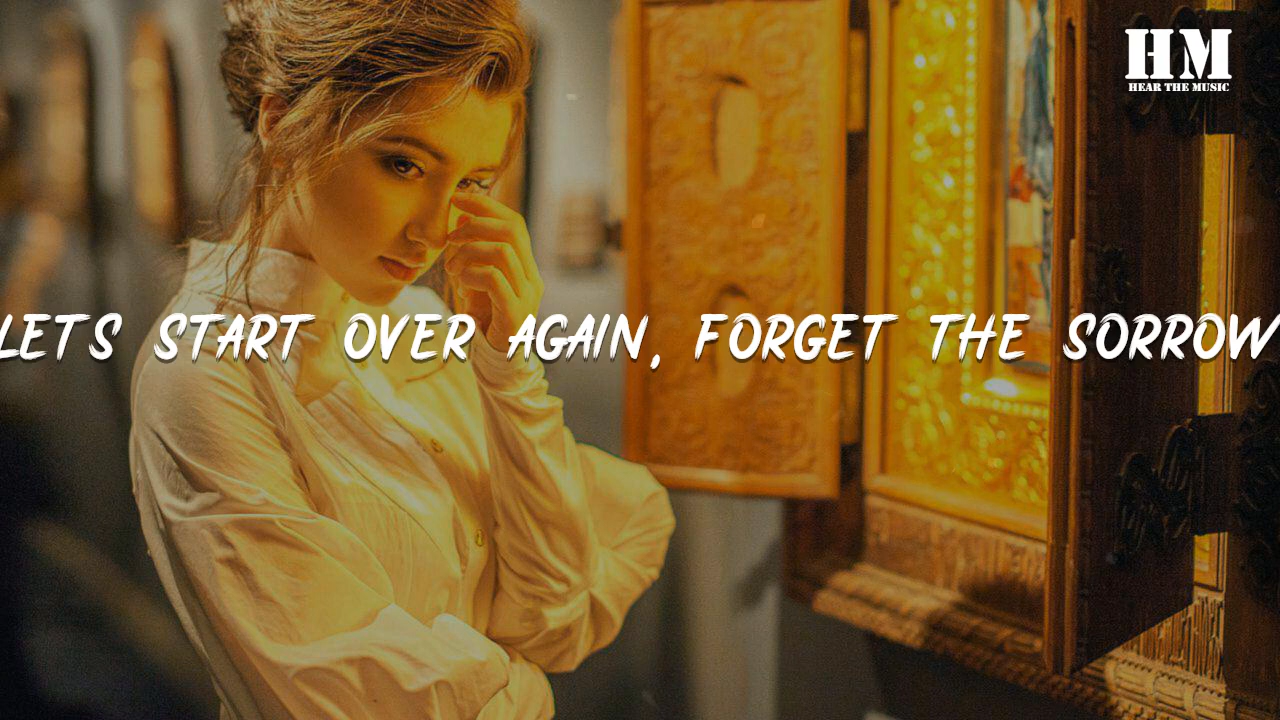 HM
HEAR THE MUSIC
LETS START OVER AGAIN, FORGET THE SORROW